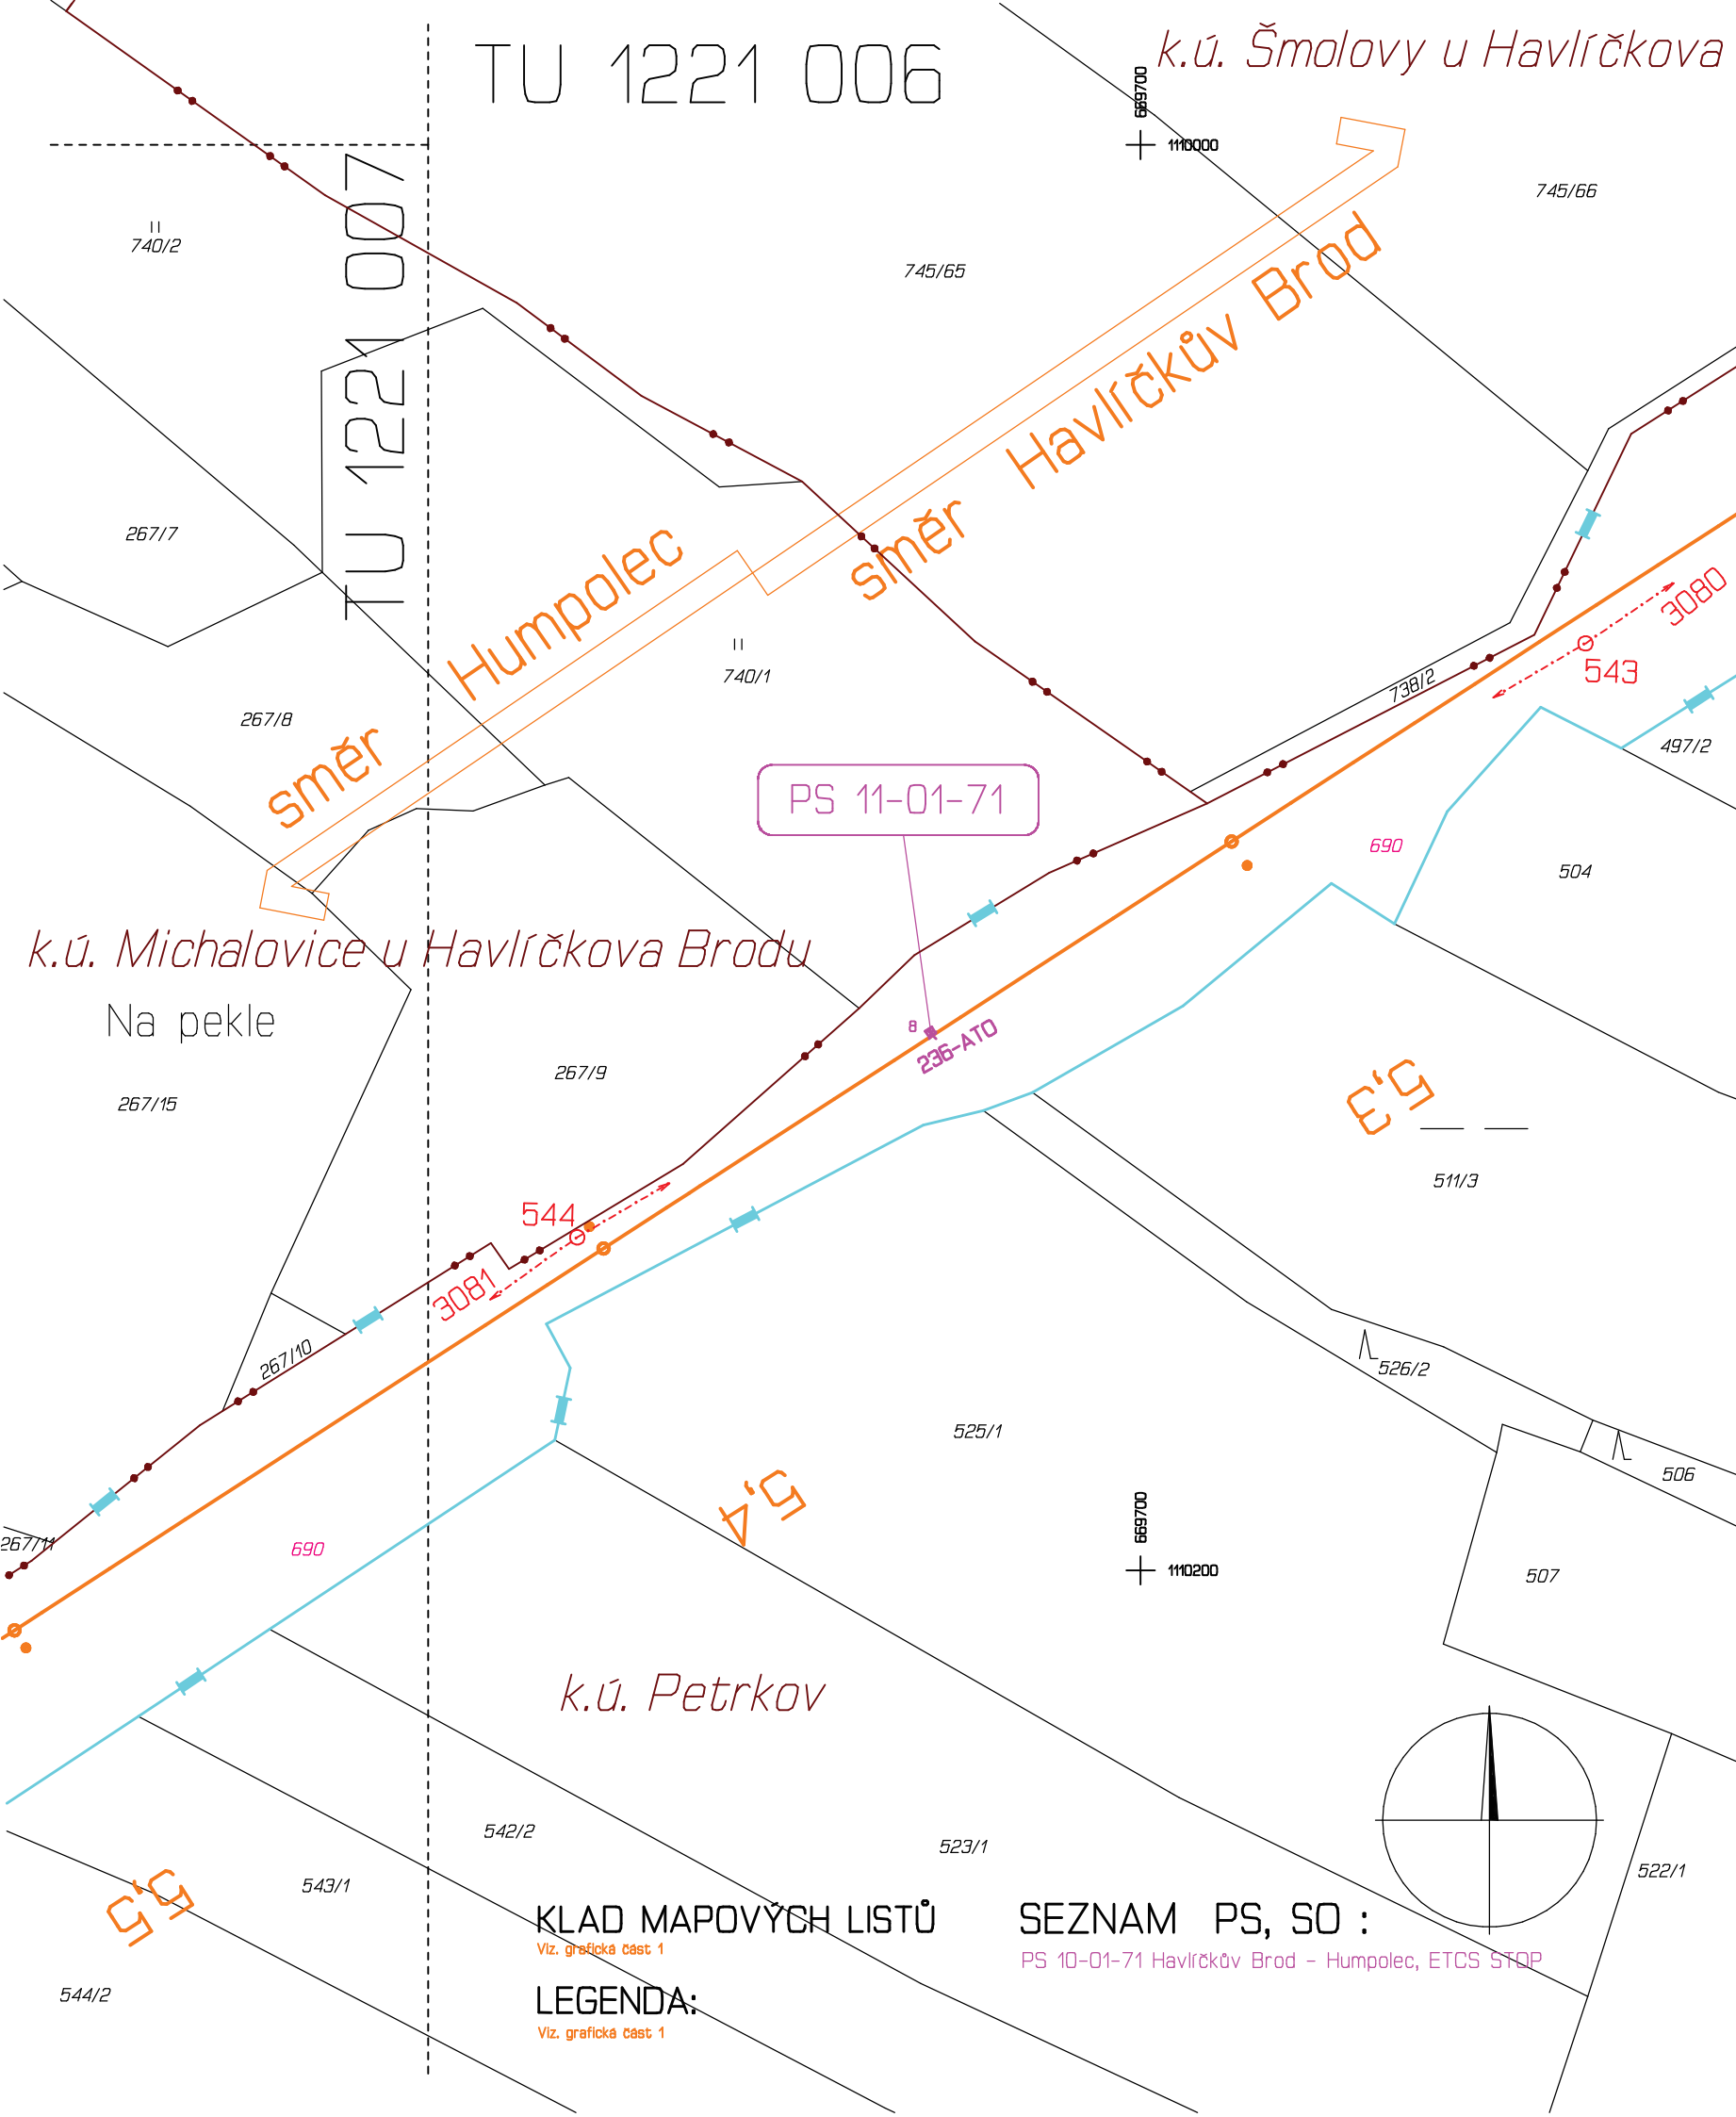 TU 1221 006
k.ú. Šmolovy u Havlíčkova
669700
1110000
745/66
TU 1221 007
740/2
745/65
směr Havlíčkův Brod
267/7
směr Humpolec
740/1
3080
543
738/2
267/8
497/2
PS 11-01-71
690
504
k.ú. Michalovice u Havlíčkova Brodu
Na pekle
8
236-ATO
267/9
267/15
5,3
511/3
544
3081
267/10
526/2
525/1
506
5,4
669700
1110200
267/11
690
507
k.ú. Petrkov
542/2
523/1
522/1
543/1
5,5
KLAD MAPOVÝCH LISTŮ
Viz. grafická část 1
SEZNAM PS, SO :
PS 10-01-71 Havlíčkův Brod - Humpolec, ETCS STOP
544/2
LEGENDA:
Viz. grafická část 1